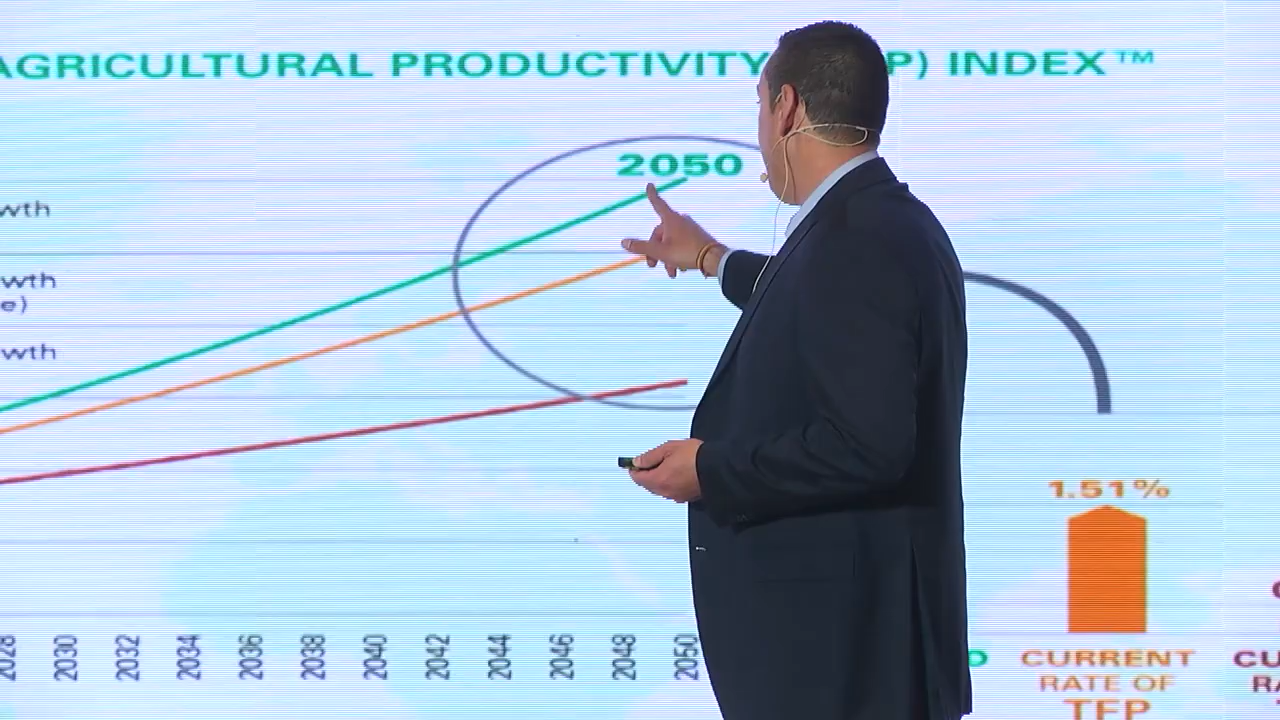 AGRICULTURAL PRODUCTIVITY P) INDEX™
2050
wth
wth
e)
wth
1.51%
2028 2030 2032 2034 2036 2038 2040 2042 2044 2046 2048 2050
CURRENT
RATE OF
TFP